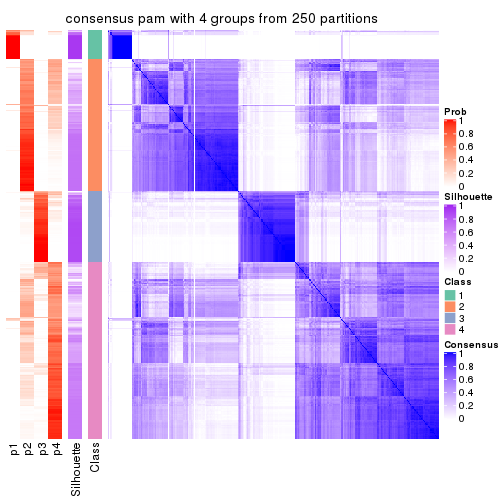 consensus pam with 4 groups from 250 partitions
Prob
1
0.8
0.6
0.4
0.2
0
Silhouette
1
0.8
0.6
0.4
0.2
0
Class
1
2
3
4
Consensus
1
0.8
0.6
0.4
0.2
0
p1
p2
p3
p4
Silhouette
Class